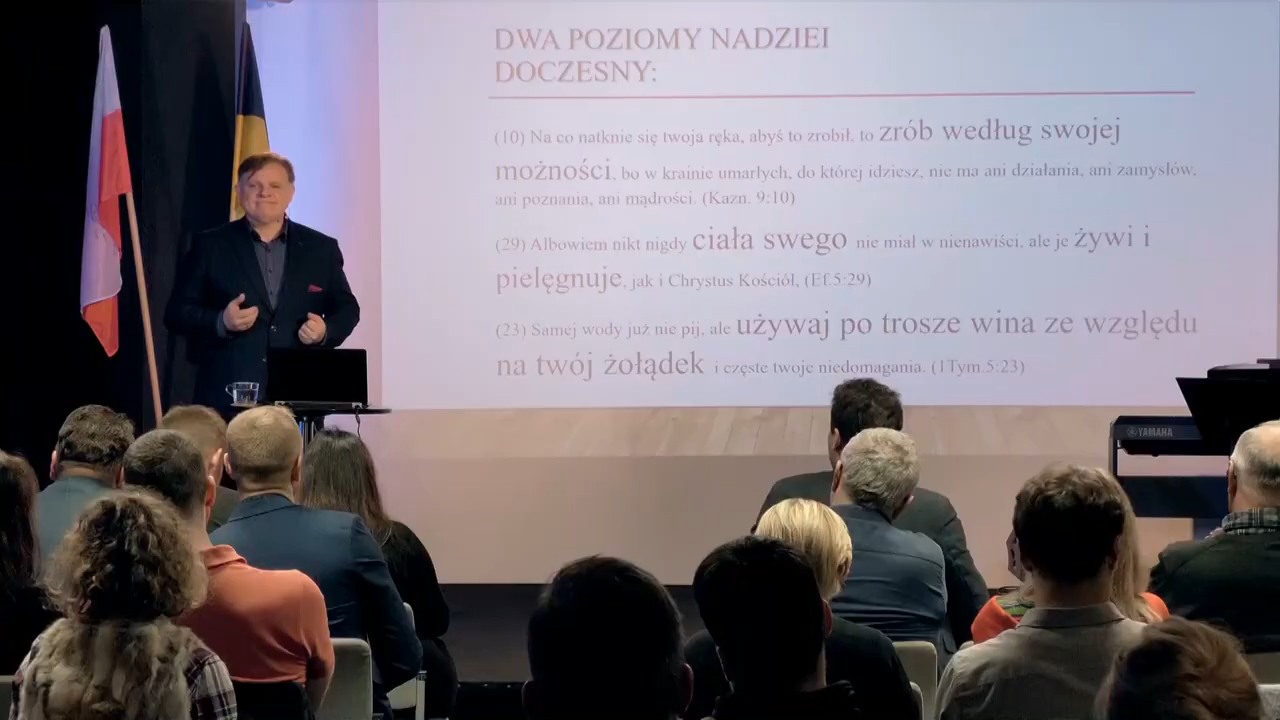 DWA POZIOMY NADZIEI
DOCZESNY:
(10) Na co natknie się twoja ręka, abyś to zrobił, to zrób według swojej
możności, bo w krainie umarłych, do której idziesz, nie ma ani działania, ani zamysłów,
ani poznania, ani mądrości. (Kazn. 9:10)
(29) Albowiem nikt nigdy ciała swego nie miał w nienawiści, ale je żywi i
pielęgnuje, jak i Chrystus Kościół, (Ef.5:29)
(23) Samej wody już nie pij, ale używaj po trosze wina ze względu
na twój żołądek i częste twoje niedomagania. (1Tym.5:23)
YAMAHA